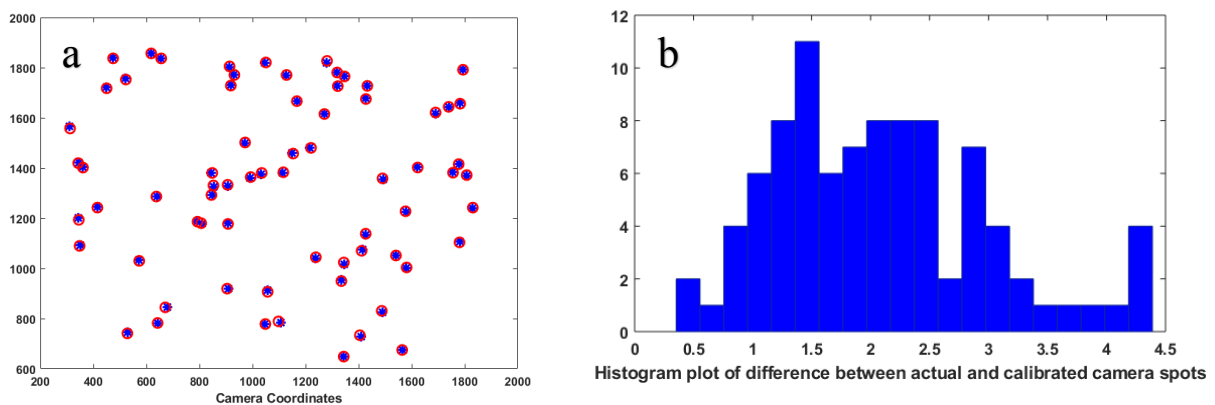 a
2000
1800
1600
1400
1200
1000
800
600
200 400 600 800 1000 1200 1400 1600 1800 2000
Camera Coordinates
b
12
10
8
6
4
2
0
0 0.5 1 1.5 2 2.5 3 3.5 4 4.5
Histogram plot of difference between actual and calibrated camera spots